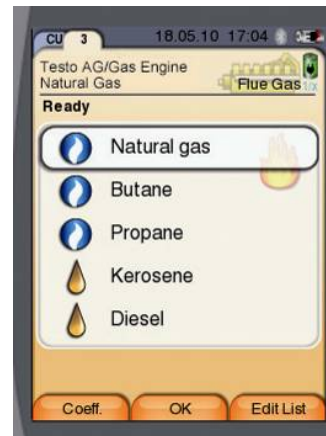 CU 3 18.05.10 17:04
Testo AG/Gas Engine
Natural Gas
Flue Gas 1/X
Ready
Natural gas
Butane
Propane
Kerosene
Diesel
Coeff. OK Edit List